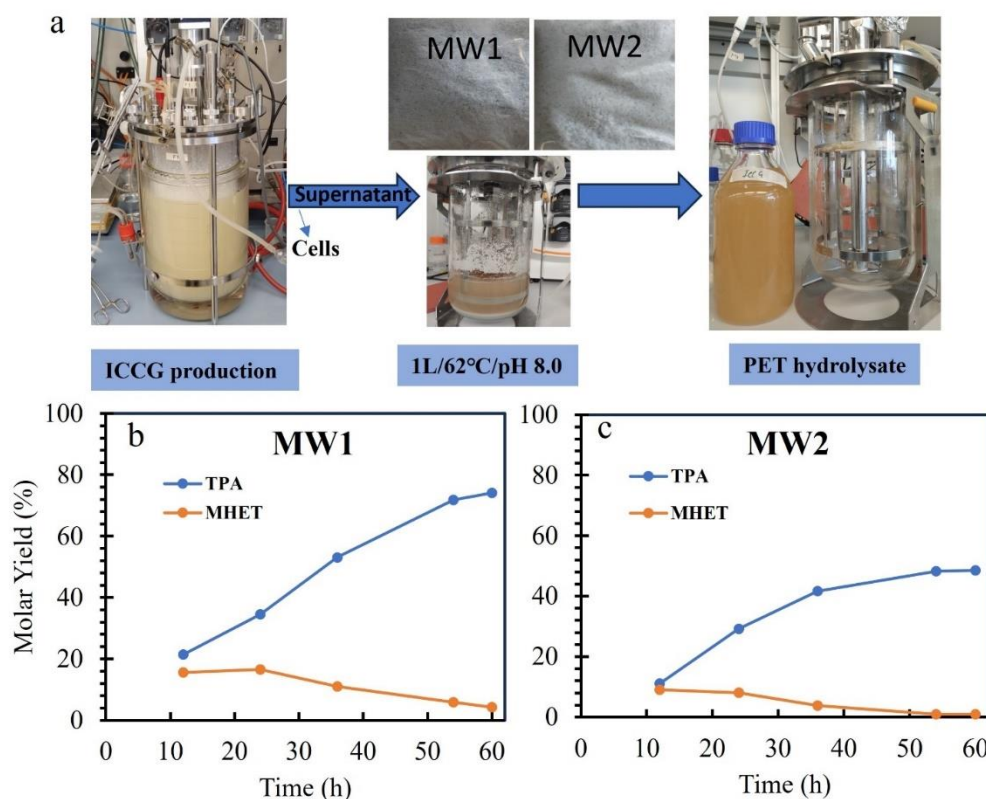 a
MW1
MW2
Supernatant
Cells
ICCG production
1L/62°C/pH 8.0
PET hydrolysate
b
MW1
TPA
MHET
Molar Yield (%)
100
80
60
40
20
0
0 10 20 30 40 50 60
Time (h)
c
MW2
TPA
MHET
100
80
60
40
20
0
0 10 20 30 40 50 60
Time (h)